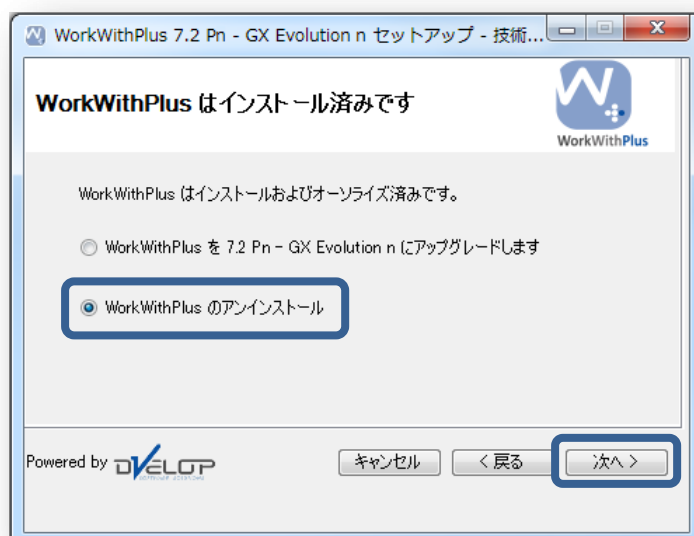 WorkWithPlus 7.2 Pn - GX Evolution n セットアップ - 技術...
WorkWithPlus はインストール済みです
WorkWithPlus
WorkWithPlus はインストールおよびオーソライズ済みです。
WorkWithPlus を 7.2 Pn - GX Evolution n にアップグレードします
WorkWithPlus のアンインストール
Powered by DVELOP
キャンセル
< 戻る
次へ >